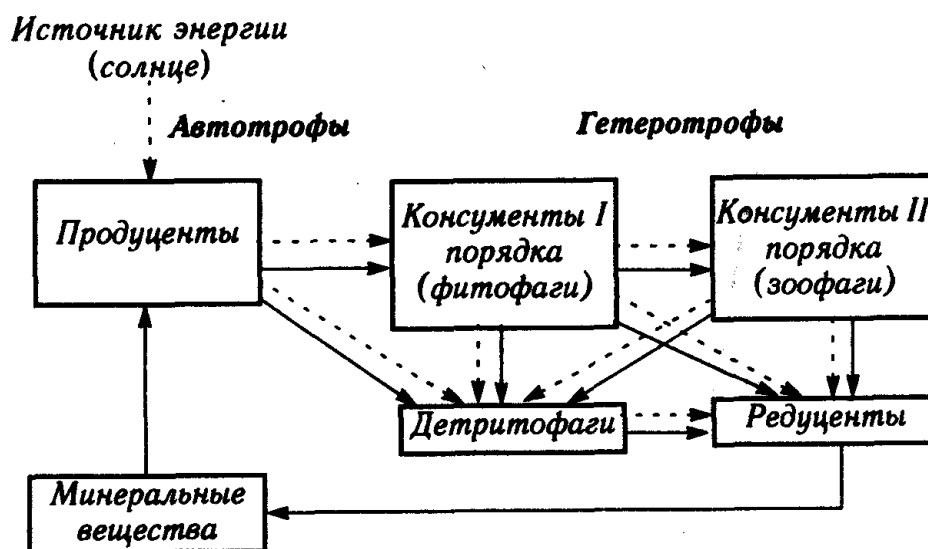 Источник энергии
(солнце)
Автотрофы
Гетеротрофы
Продуценты
Консументы I
порядка
(фитофаги)
Консументы II
порядка
(зоофаги)
Детритофаги
Редуценты
Минеральные
вещества